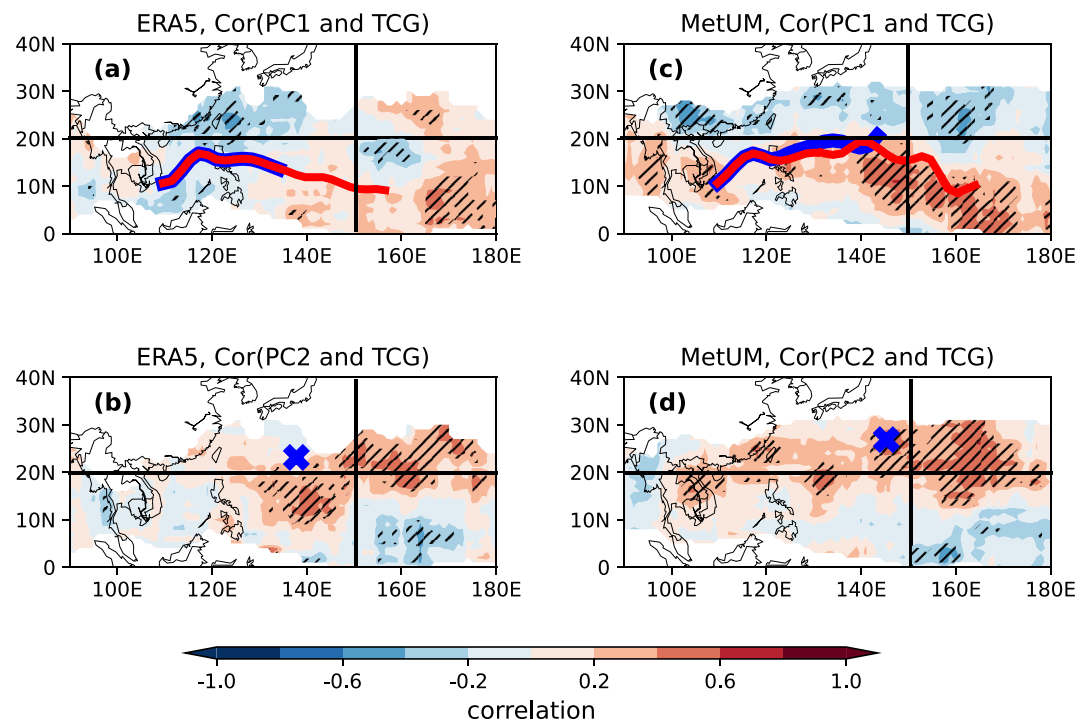 ERA5, Cor(PC1 and TCG)
40N
30N
20N
10N
0
(a)
100E 120E 140E 160E 180E
MetUM, Cor(PC1 and TCG)
40N
30N
20N
10N
0
(c)
100E 120E 140E 160E 180E
ERA5, Cor(PC2 and TCG)
40N
30N
20N
10N
0
(b)
100E 120E 140E 160E 180E
MetUM, Cor(PC2 and TCG)
40N
30N
20N
10N
0
(d)
100E 120E 140E 160E 180E
-1.0 -0.6 -0.2 0.2 0.6 1.0
correlation